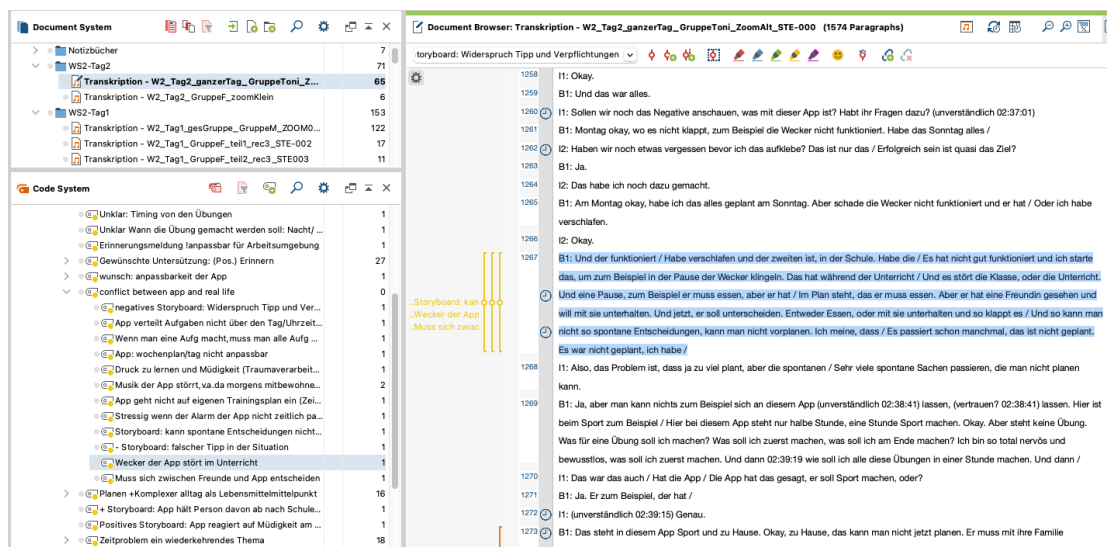 Document System
Notizbücher 7
WS2-Tag2 71
Transkription - W2_Tag2_ganzerTag_GruppeToni_Z... 65
Transkription - W2_Tag2_GruppeF_zoomKlein 6
WS2-Tag1 153
Transkription - W2_Tag1_gesGruppe_GruppeM_ZOOM0... 122
Transkription - W2_Tag1_GruppeF_teil1_rec3_STE-002 17
Transkription - W2_Tag1_GruppeF_teil2_rec3_STE003 11
Code System
Unklar: Timing von den Übungen 1
Unklar Wann die Übung gemacht werden soll: Nacht/ ... 1
Erinnerungsmeldung !anpassbar für Arbeitsumgebung 1
Gewünschte Untersützung: (Pos.) Erinnern 27
wunsch: anpassbarkeit der App 1
conflict between app and real life 0
negatives Storyboard: Widerspruch Tipp und Ver... 1
App verteilt Aufgaben nicht über den Tag/Uhrzeit... 1
Wenn man eine Aufg macht, muss man alle Aufg ... 1
App: wochenplan/tag nicht anpassbar 1
Druck zu lernen und Müdigkeit (Traumaverarbeit... 1
Musik der App störrt,v.a.da morgens mitbewohne... 2
App geht nicht auf eigenen Trainingsplan ein (Zei... 1
Stressig wenn der Alarm der App nicht zeitlich pa... 1
Storyboard: kann spontane Entscheidungen nicht... 1
- Storyboard: falscher Tipp in der Situation 1
Wecker der App stört im Unterricht 1
Muss sich zwischen Freunde und App entscheiden 1
Planen +Komplexer alltag als Lebensmittelmittelpunkt 16
+ Storyboard: App hält Person davon ab nach Schule... 1
Positives Storyboard: App reagiert auf Müdigkeit am ... 1
Zeitproblem ein wiederkehrendes Thema 18
Document Browser: Transkription - W2_Tag2_ganzerTag_GruppeToni_ZoomAlt_STE-000 (1574 Paragraphs)
toryboard: Widerspruch Tipp und Verpflichtungen
1258 I1: Okay.
1259 B1: Und das war alles.
1260 I1: Sollen wir noch das Negative anschauen, was mit dieser App ist? Habt ihr Fragen dazu? (unverständlich 02:37:01)
1261 B1: Montag okay, wo es nicht klappt, zum Beispiel die Wecker nicht funktioniert. Habe das Sonntag alles /
1262 I2: Haben wir noch etwas vergessen bevor ich das aufklebe? Das ist nur das / Erfolgreich sein ist quasi das Ziel?
1263 B1: Ja.
1264 I2: Das habe ich noch dazu gemacht.
1265 B1: Am Montag okay, habe ich das alles geplant am Sonntag. Aber schade die Wecker nicht funktioniert und er hat / Oder ich habe
verschlafen.
1266 I2: Okay.
1267 B1: Und der funktioniert / Habe verschlafen und der zweiten ist, in der Schule. Habe die / Es hat nicht gut funktioniert und ich starte
das, um zum Beispiel in der Pause der Wecker klingeln. Das hat während der Unterricht / Und es stört die Klasse, oder die Unterricht.
Und eine Pause, zum Beispiel er muss essen, aber er hat / Im Plan steht, das er muss essen. Aber er hat eine Freundin gesehen und
will mit sie unterhalten. Und jetzt, er soll unterscheiden. Entweder Essen, oder mit sie unterhalten und so klappt es / Und so kann man
nicht so spontane Entscheidungen, kann man nicht vorplanen. Ich meine, dass / Es passiert schon manchmal, das ist nicht geplant.
Es war nicht geplant, ich habe /
..Storyboard: kan
..Wecker der App
..Muss sich zwisc
1268 I1: Also, das Problem ist, dass ja zu viel plant, aber die spontanen / Sehr viele spontane Sachen passieren, die man nicht planen
kann.
1269 B1: Ja, aber man kann nichts zum Beispiel sich an diesem App (unverständlich 02:38:41) lassen, (vertrauen? 02:38:41) lassen. Hier ist
beim Sport zum Beispiel / Hier bei diesem App steht nur halbe Stunde, eine Stunde Sport machen. Okay. Aber steht keine Übung.
Was für eine Übung soll ich machen? Was soll ich zuerst machen, was soll ich am Ende machen? Ich bin so total nervös und
bewusstlos, was soll ich zuerst machen. Und dann 02:39:19 wie soll ich alle diese Übungen in einer Stunde machen. Und dann /
1270 I1: Das war das auch / Hat die App / Die App hat das gesagt, er soll Sport machen, oder?
1271 B1: Ja. Er zum Beispiel, der hat /
1272 I1: (unverständlich 02:39:15) Genau.
1273 B1: Das steht in diesem App Sport und zu Hause. Okay, zu Hause, das kann man nicht jetzt planen. Er muss mit ihre Familie